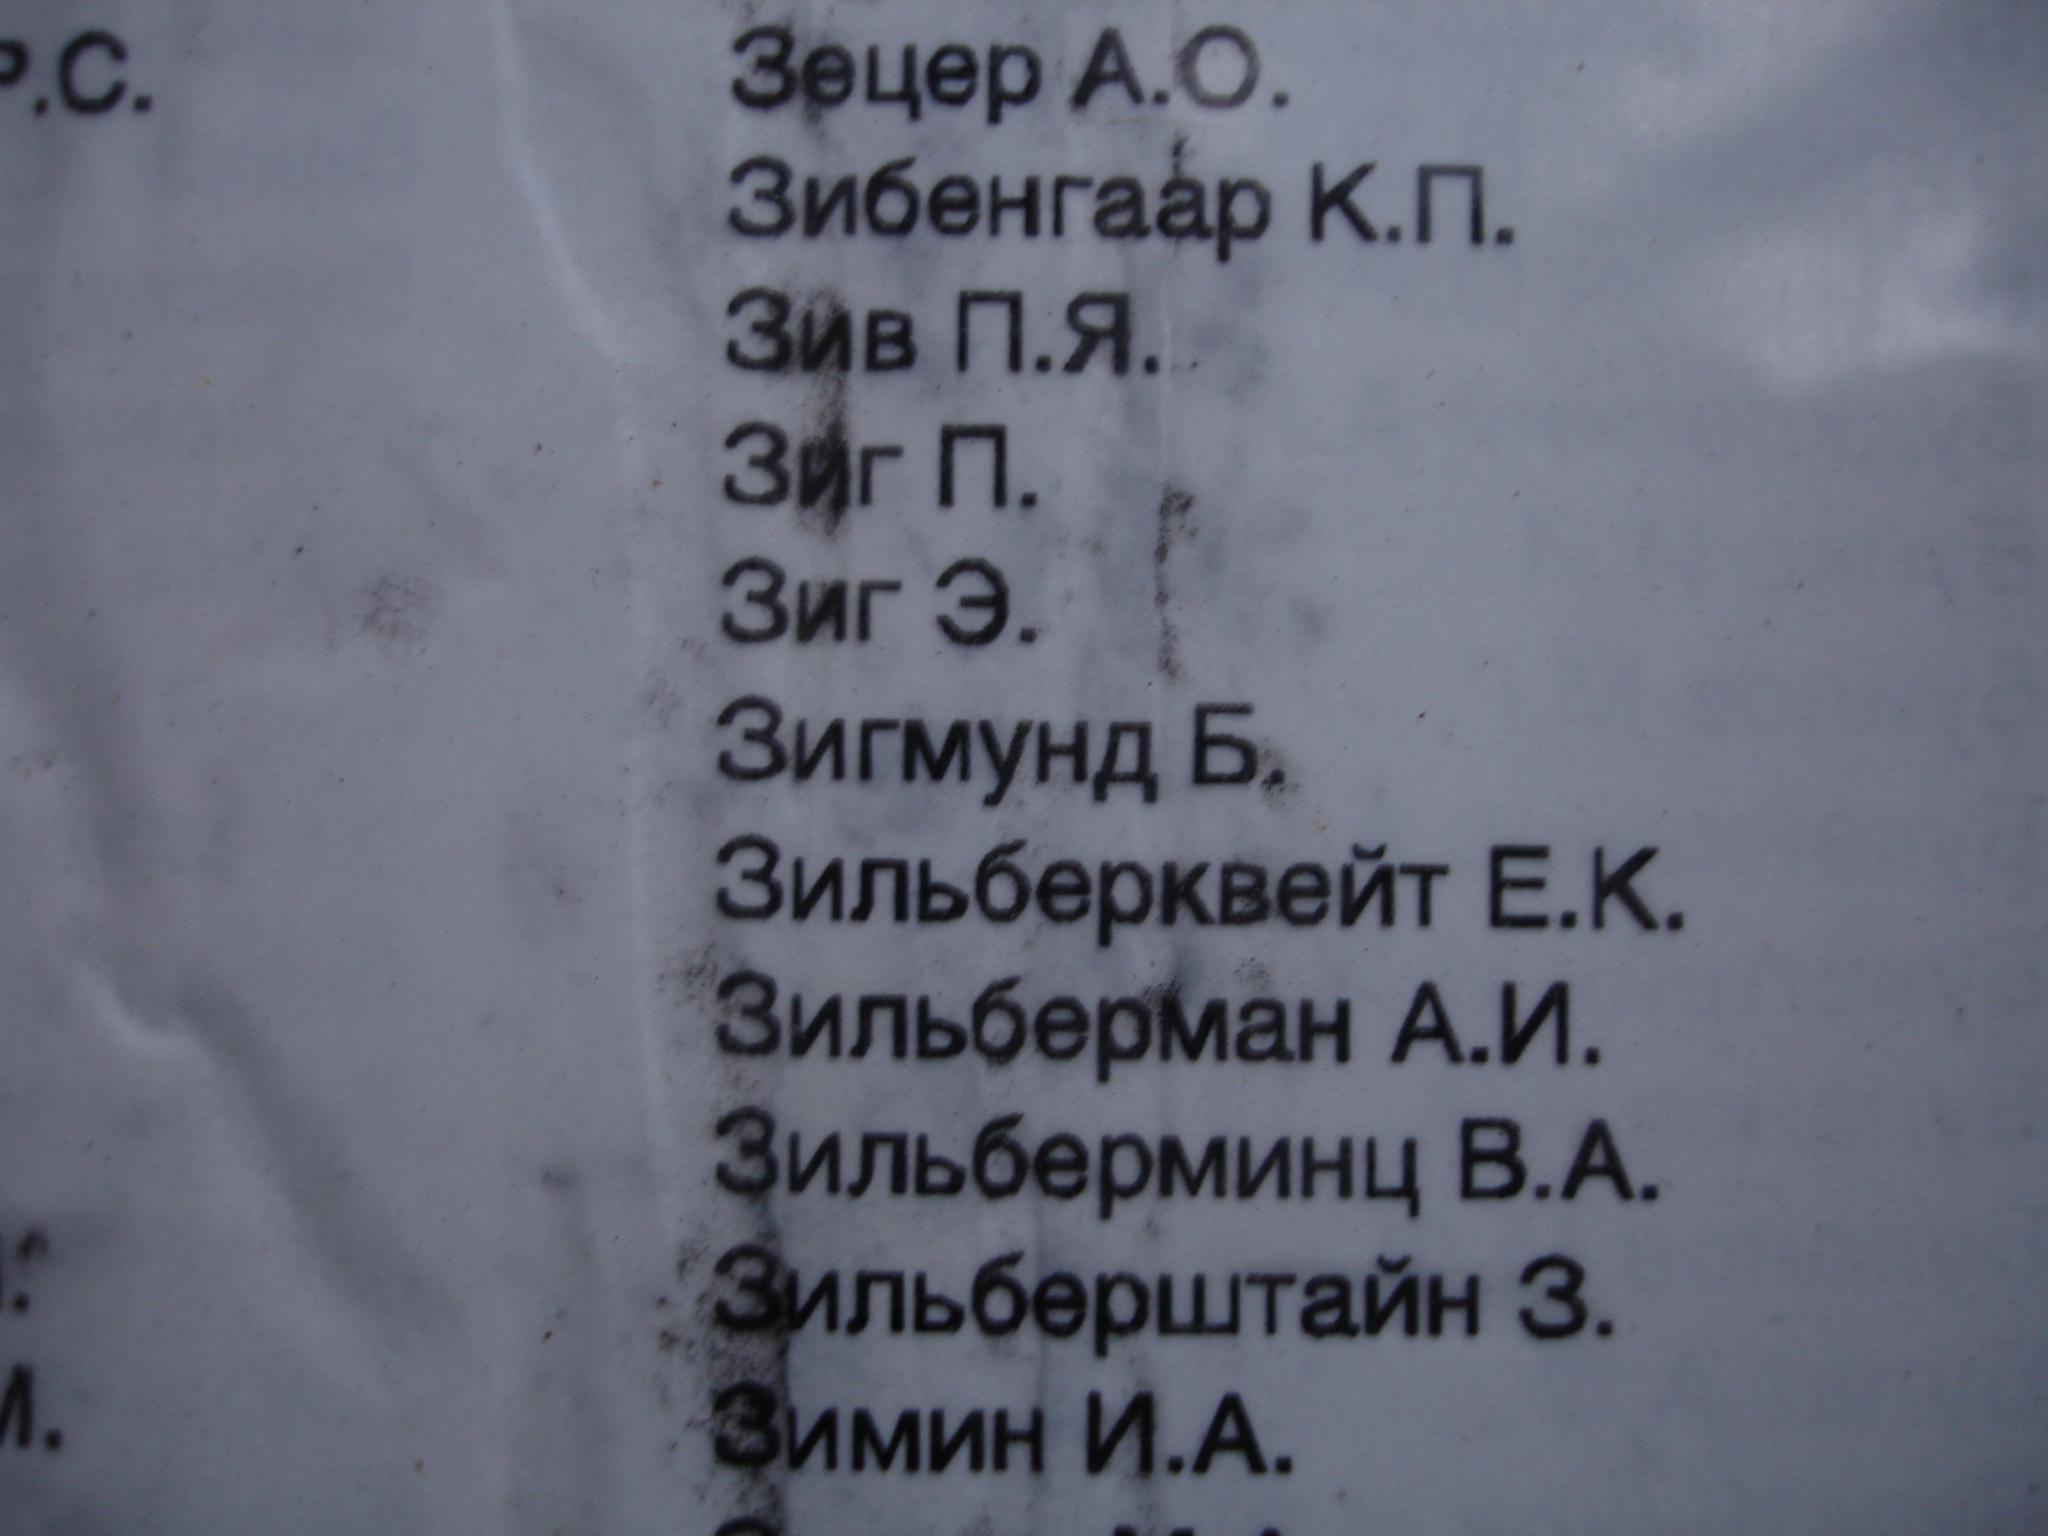 Р.С.
Зецер А.О.
Зибенгаар К.П.
Зив П.Я.
Зиг П.
Зиг Э.
Зигмунд Б.
Зильберквейт Е.К.
Зильберман А.И.
Зильберминц В.А.
Зильберштайн З.
М.
Зимин И.А.